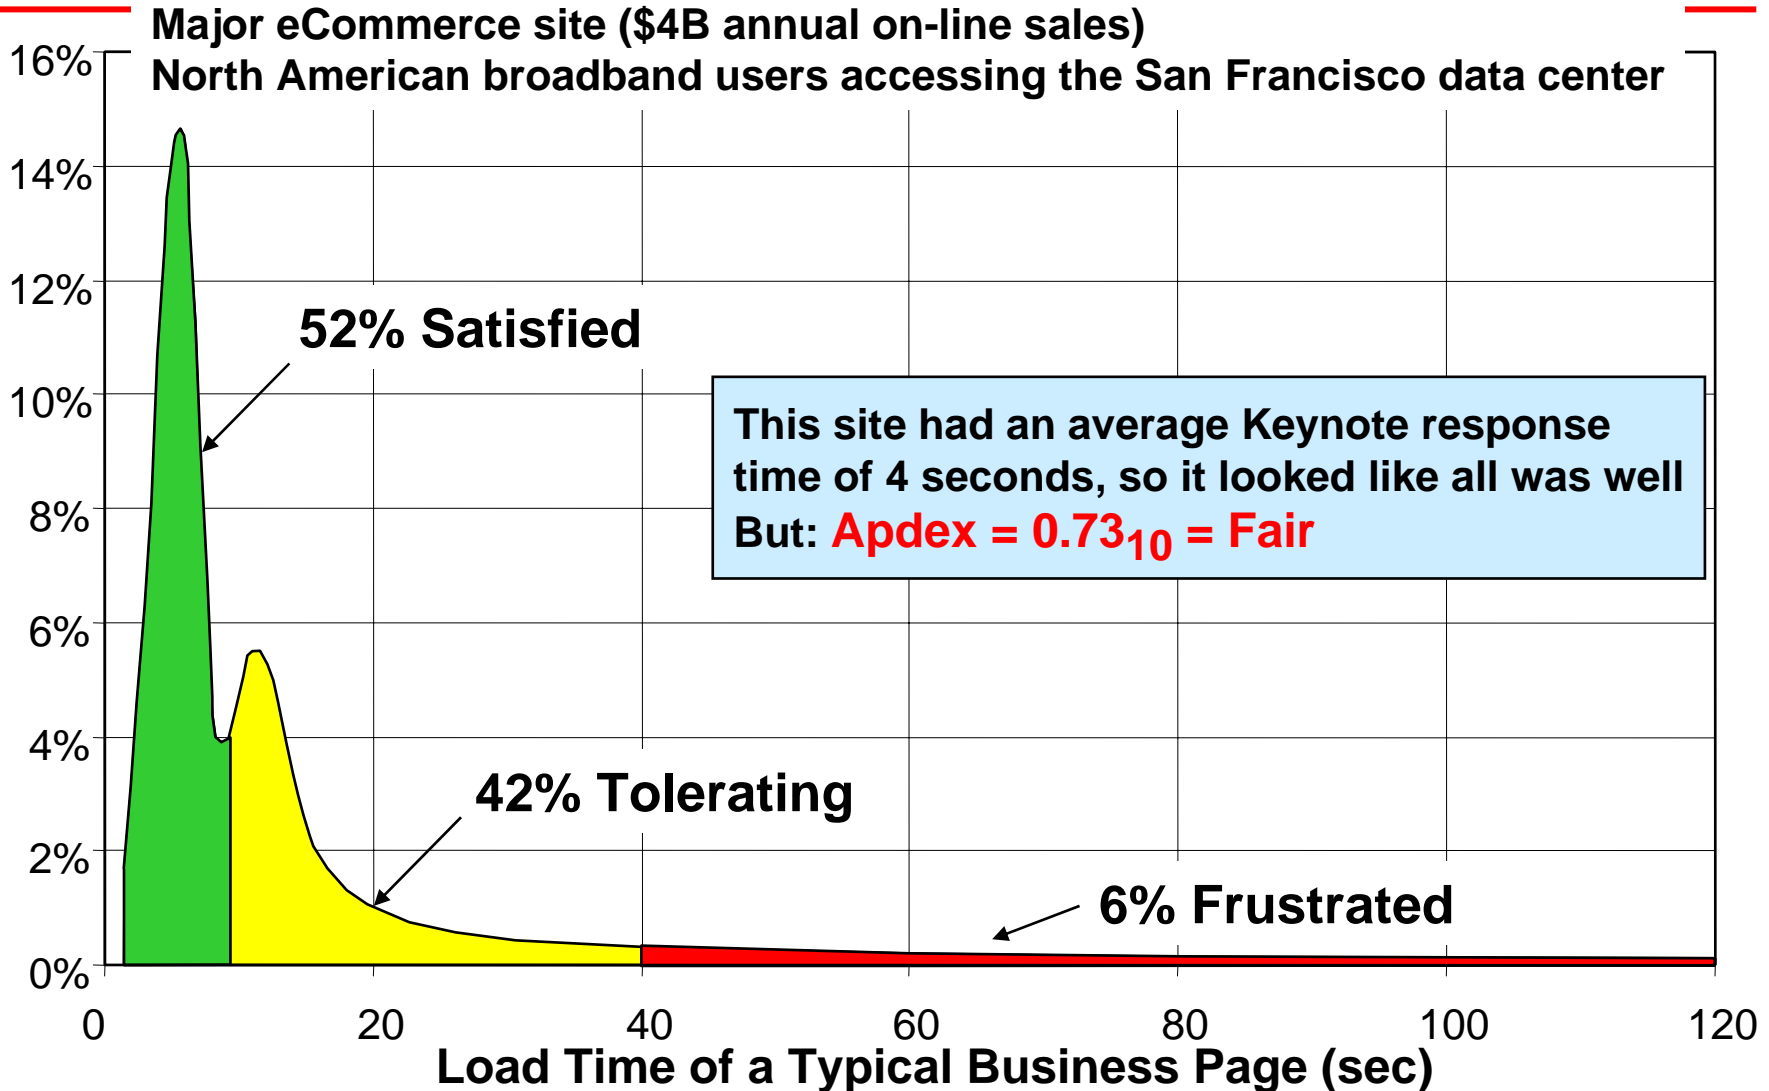 Major eCommerce site ($4B annual on-line sales)
North American broadband users accessing the San Francisco data center
16%
14%
12%
10%
8%
6%
4%
2%
0%
52% Satisfied
This site had an average Keynote response
time of 4 seconds, so it looked like all was well
But: Apdex = 0.73₁₀ = Fair
42% Tolerating
6% Frustrated
0 20 40 60 80 100 120
Load Time of a Typical Business Page (sec)